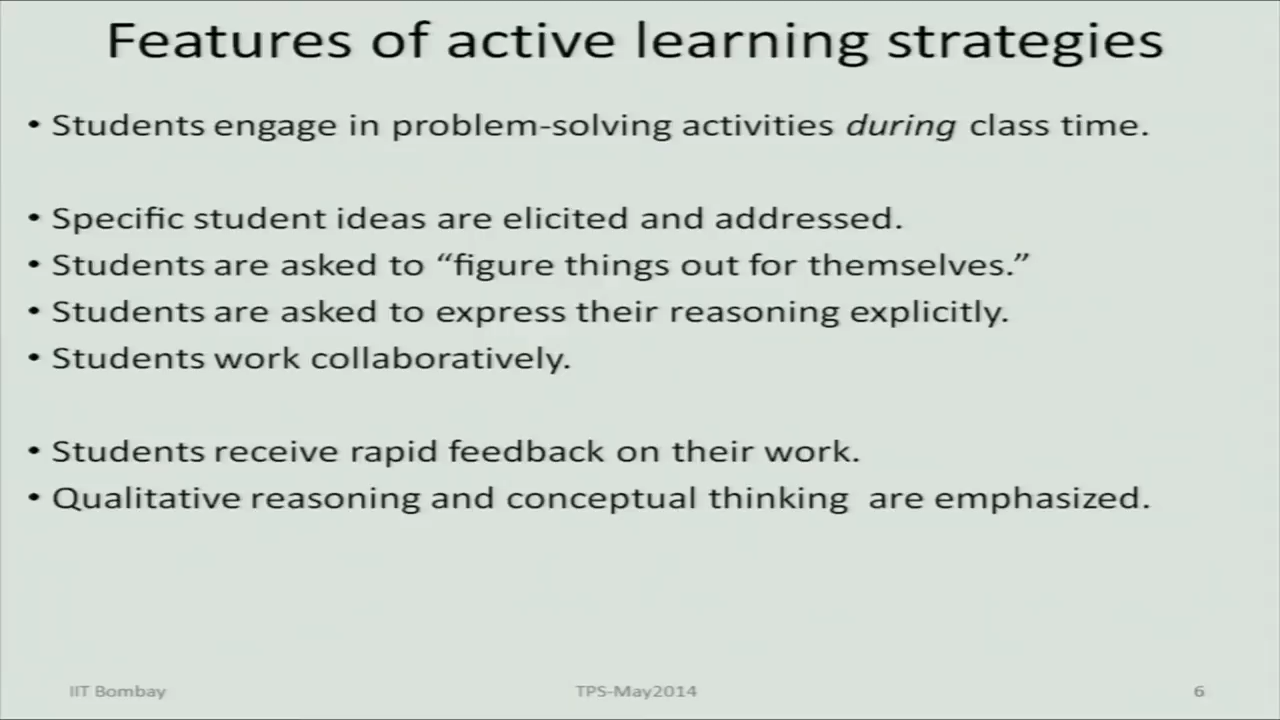 Features of active learning strategies
• Students engage in problem-solving activities during class time.
• Specific student ideas are elicited and addressed.
• Students are asked to “figure things out for themselves.”
• Students are asked to express their reasoning explicitly.
• Students work collaboratively.
• Students receive rapid feedback on their work.
• Qualitative reasoning and conceptual thinking are emphasized.
IIT Bombay
TPS-May2014
6